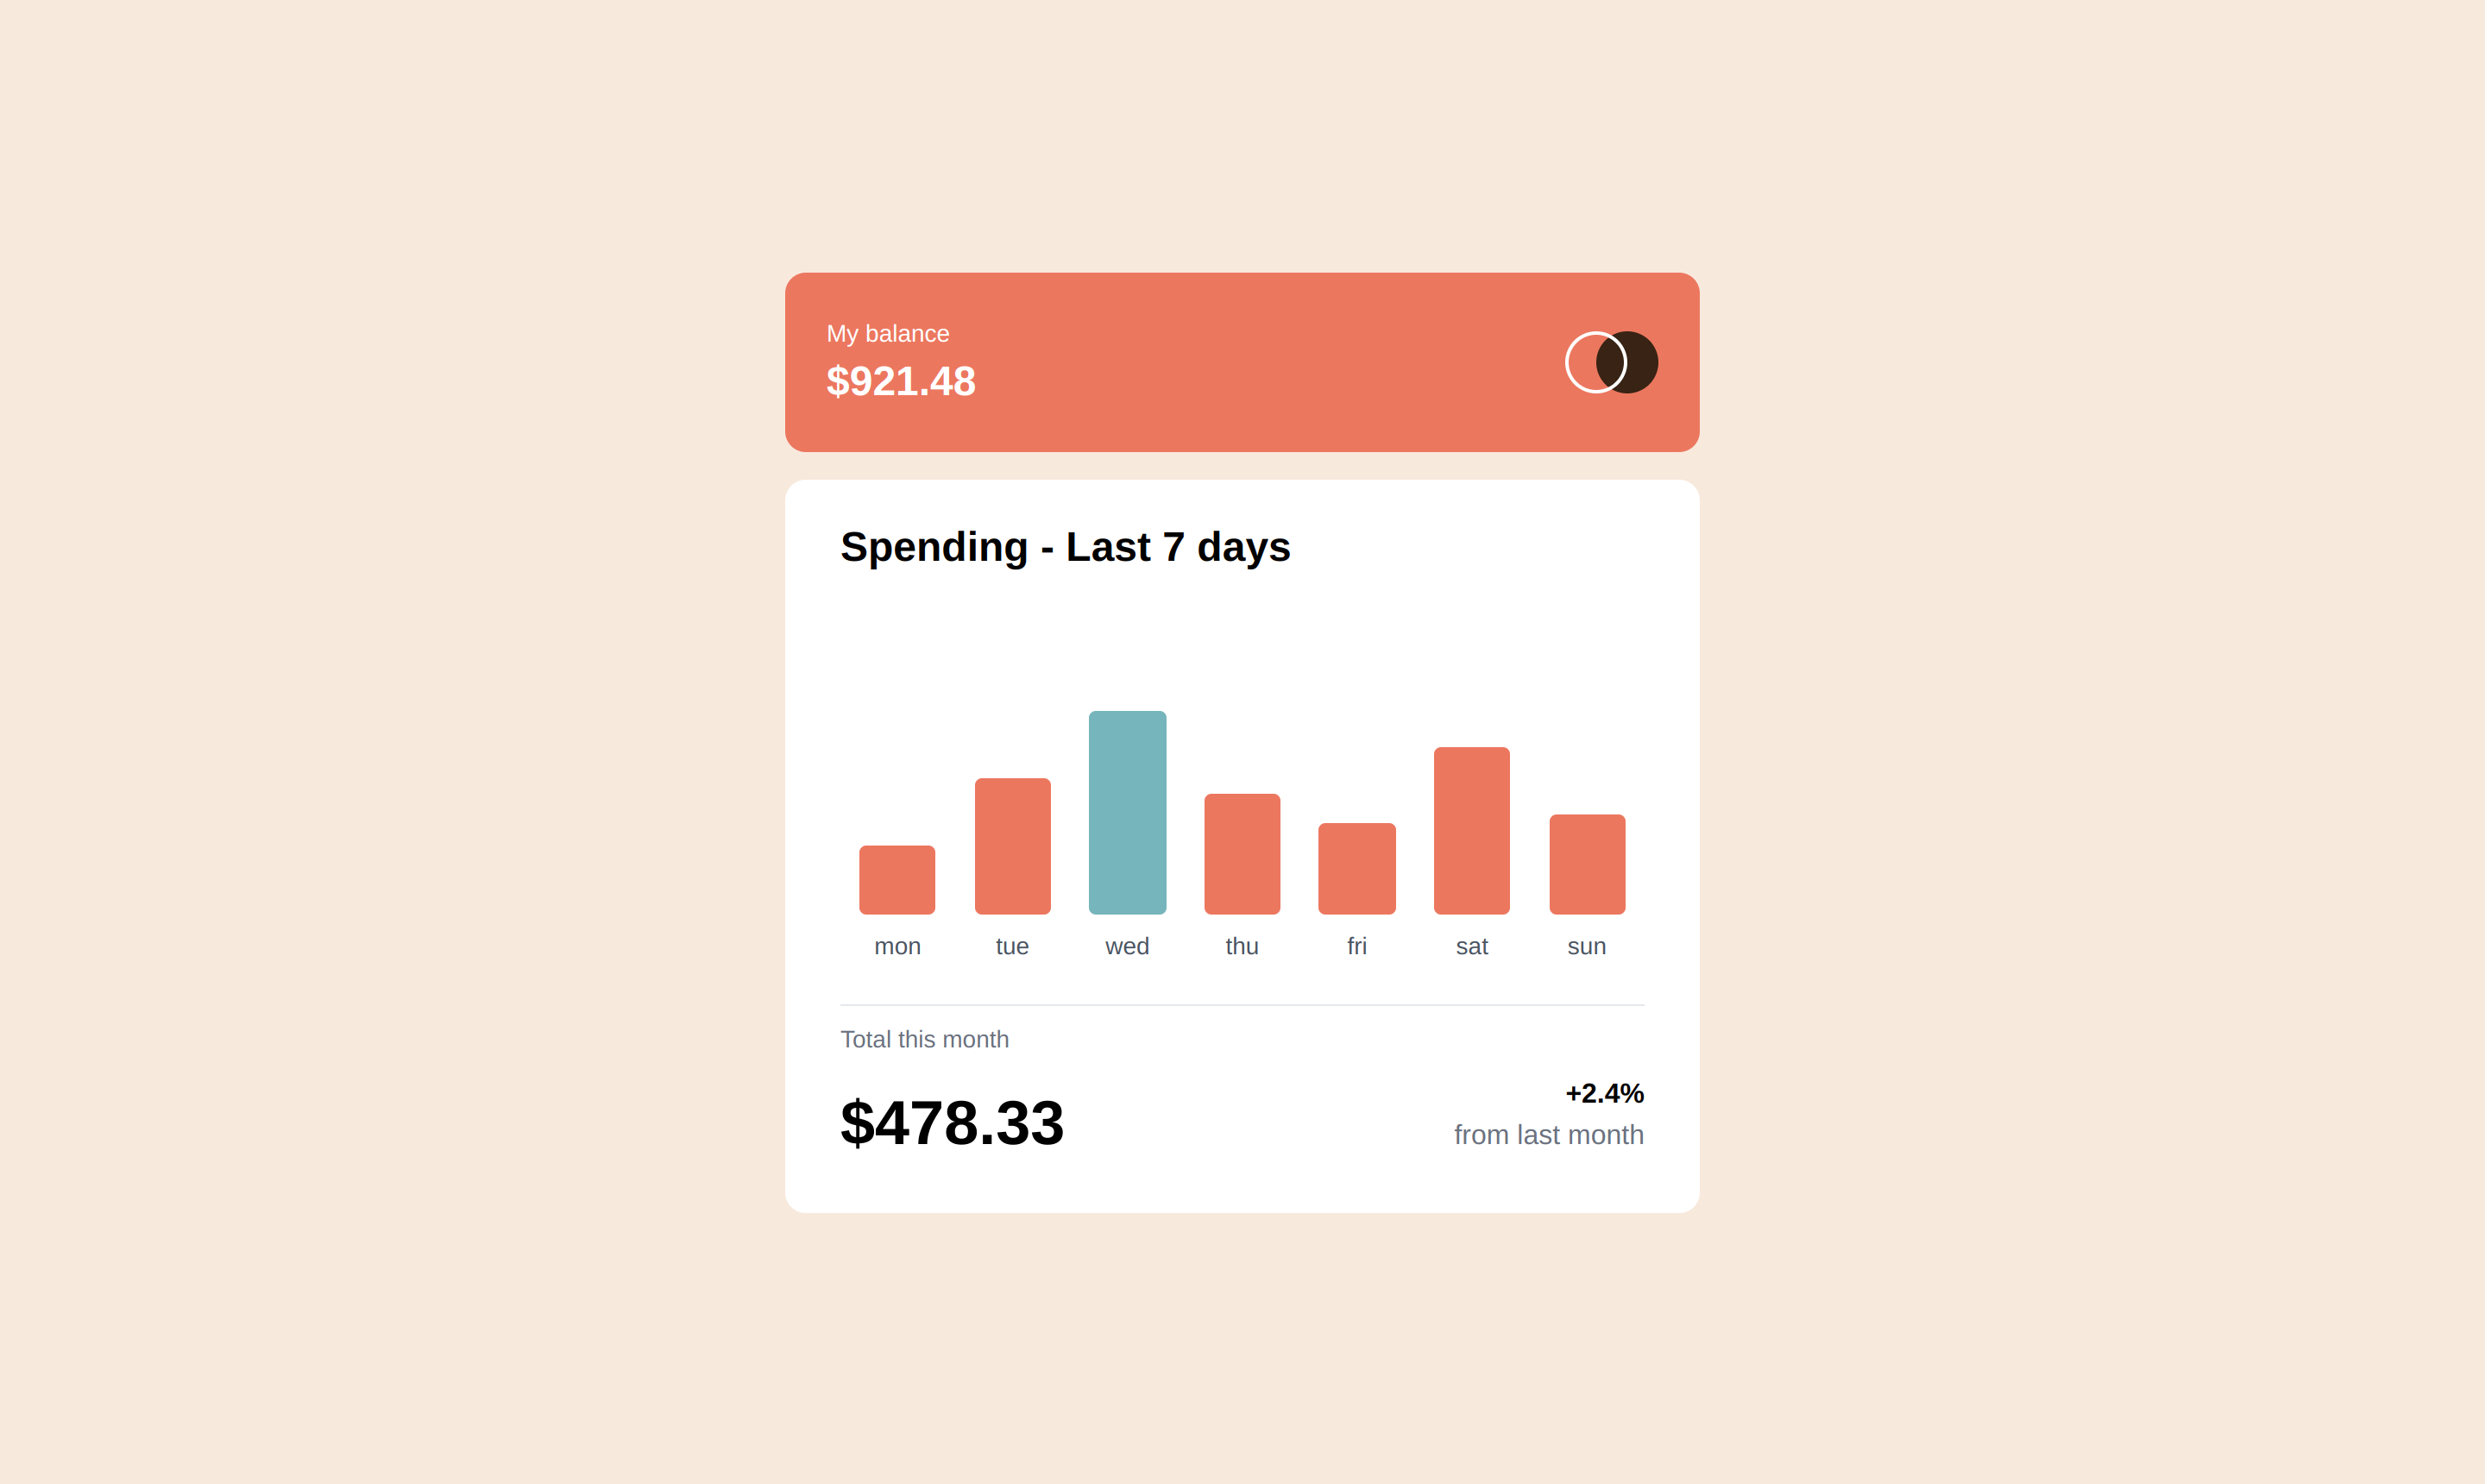 My balance
$921.48
Spending - Last 7 days
mon tue wed thu fri sat sun
Total this month
$478.33
+2.4%
from last month